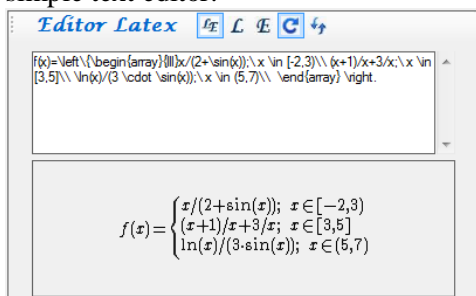 simple text editor.
Editor Latex LE L E C
f(x)=\left\{\begin{array}{lll}x/(2+\sin(x));\ x \in [-2,3)\\ (x+1)/x+3/x;\ x \in
[3,5]\\ \ln(x)/(3 \cdot \sin(x));\ x \in (5,7)\\ \end{array} \right.
f(x)={x/(2+sin(x)); x∈[−2,3)
(x+1)/x+3/x; x∈[3,5]
ln(x)/(3·sin(x)); x∈(5,7)